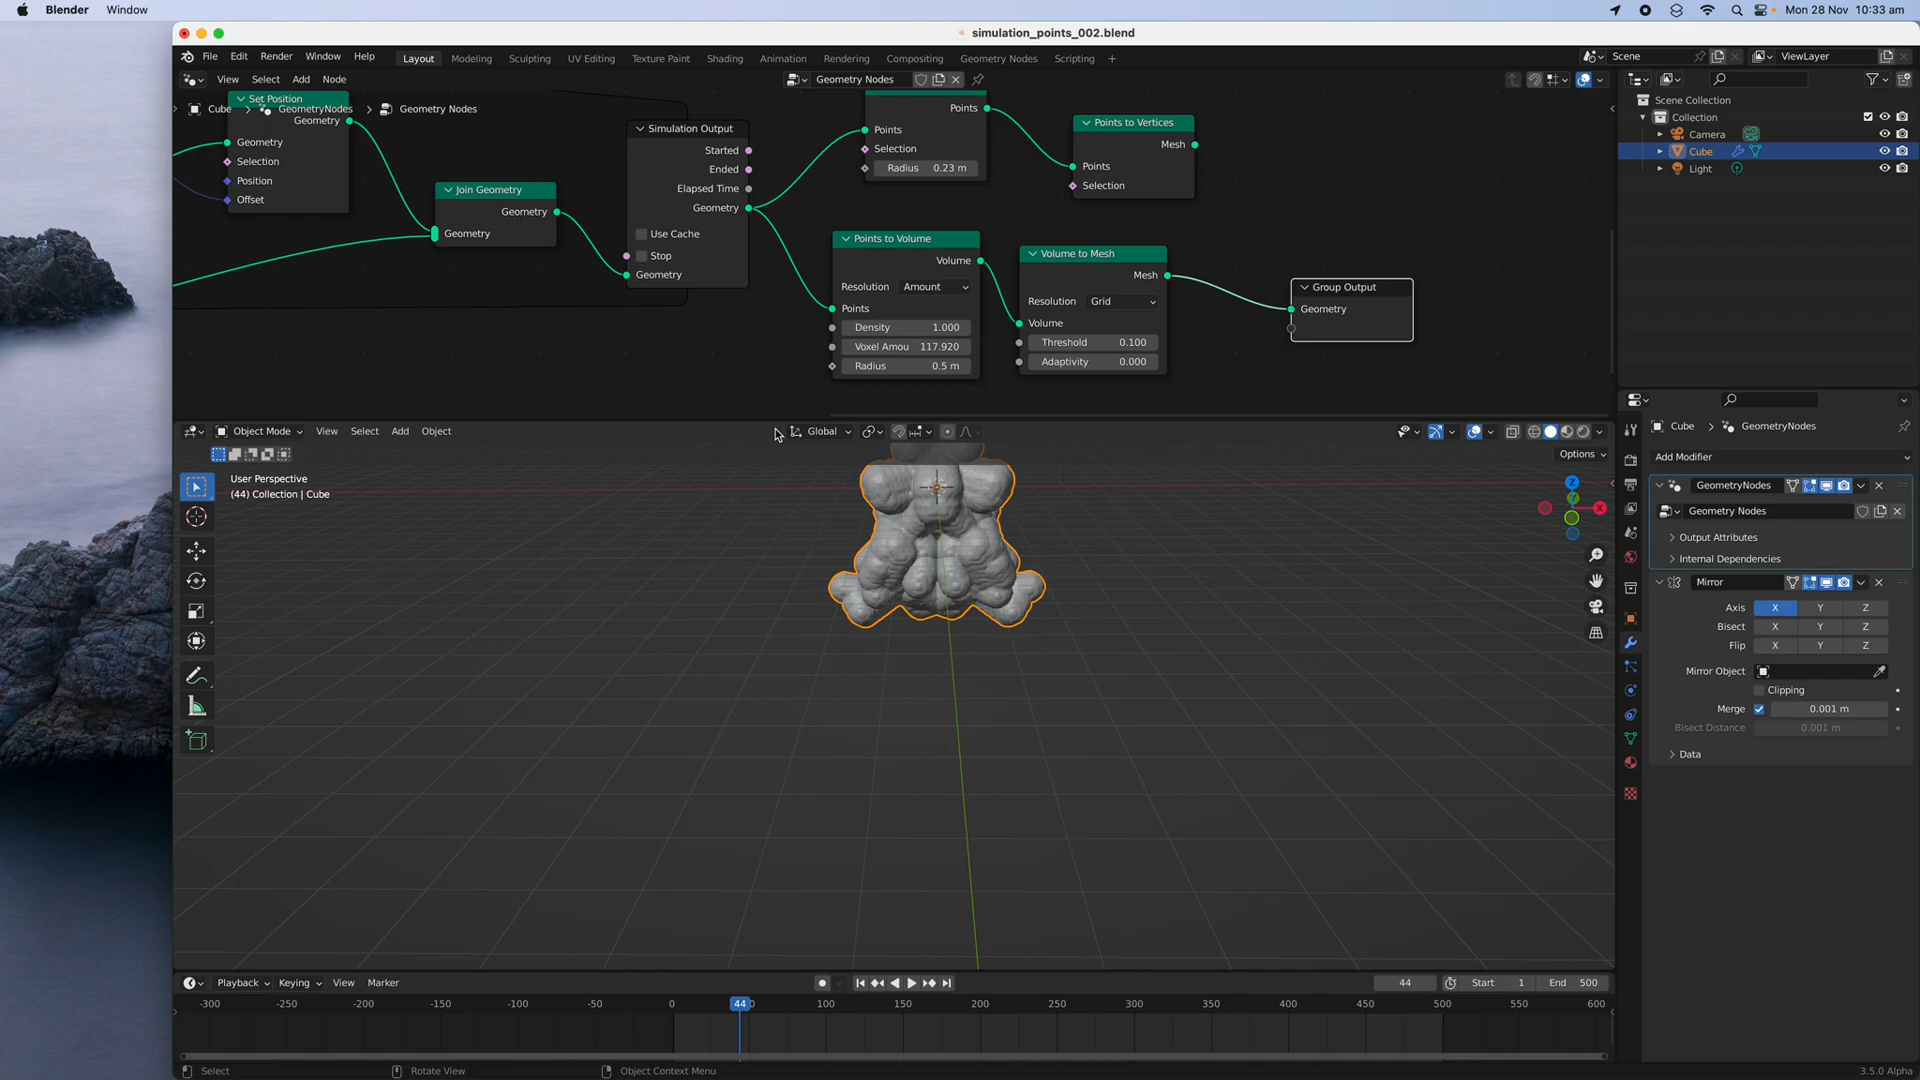 Blender Window Mon 28 Nov 10:33 am
simulation_points_002.blend
File Edit Render Window Help Layout Modeling Sculpting UV Editing Texture Paint Shading Animation Rendering Compositing Geometry Nodes Scripting + Scene ViewLayer
View Select Add Node Geometry Nodes
Set Position
Cube > GeometryNodes > Geometry Nodes
Geometry
Geometry
Selection
Position
Offset
Join Geometry
Geometry
Geometry
Simulation Output
Started
Ended
Elapsed Time
Geometry
Use Cache
Stop
Geometry
Points
Points
Selection
Radius 0.23 m
Points to Vertices
Mesh
Points
Selection
Points to Volume
Volume
Resolution Amount
Points
Density 1.000
Voxel Amou 117.920
Radius 0.5 m
Volume to Mesh
Mesh
Resolution Grid
Volume
Threshold 0.100
Adaptivity 0.000
Group Output
Geometry
Scene Collection
Collection
Camera
Cube
Light
Object Mode View Select Add Object Global
Options
User Perspective
(44) Collection | Cube
Z
Y
X
Cube > GeometryNodes
Add Modifier
GeometryNodes
Geometry Nodes
Output Attributes
Internal Dependencies
Mirror
Axis X Y Z
Bisect X Y Z
Flip X Y Z
Mirror Object
Clipping
Merge 0.001 m
Bisect Distance 0.001 m
Data
Playback Keying View Marker 44 Start 1 End 500
-300 -250 -200 -150 -100 -50 0 44 100 150 200 250 300 350 400 450 500 550 600
Select Rotate View Object Context Menu 3.5.0 Alpha